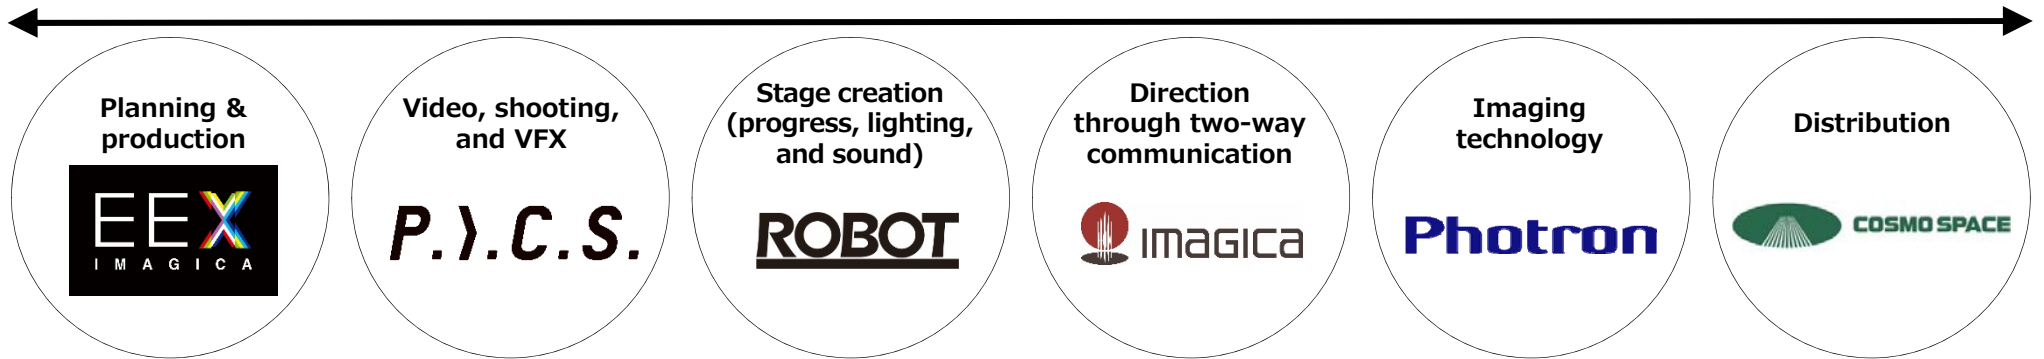 Planning &
production
EEX
IMAGICA
Video, shooting,
and VFX
P.I.C.S.
Stage creation
(progress, lighting,
and sound)
ROBOT
Direction
through two-way
communication
IMAGICA
Imaging
technology
Photron
Distribution
COSMO SPACE